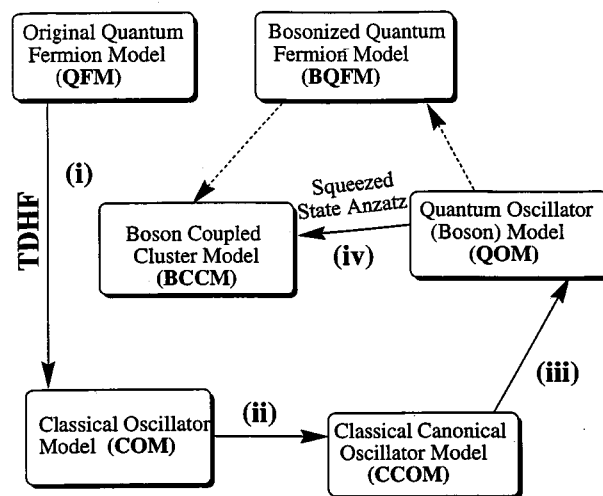 Original Quantum
Fermion Model
(QFM)
Bosonized Quantum
Fermion Model
(BQFM)
(i)
TDHF
Squeezed
State Anzatz
Boson Coupled
Cluster Model
(BCCM)
(iv)
Quantum Oscillator
(Boson) Model
(QOM)
(iii)
Classical Oscillator
Model (COM)
(ii)
Classical Canonical
Oscillator Model
(CCOM)